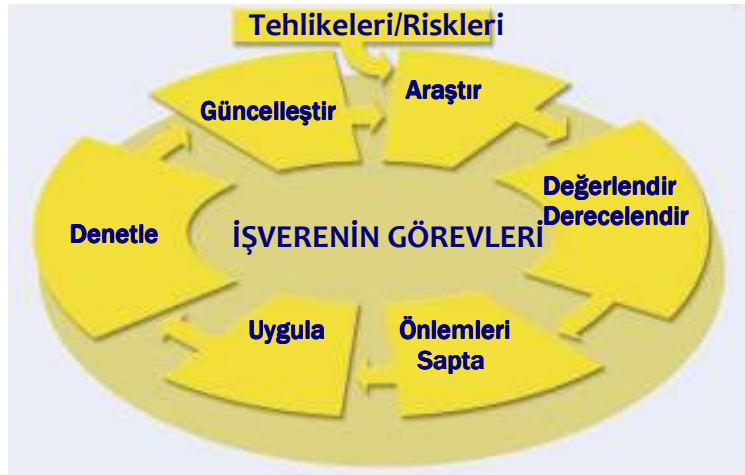 Tehlikeleri/Riskleri
Araştır
Güncelleştir
Değerlendir
Derecelendir
İŞVERENİN GÖREVLERİ
Denetle
Önlemleri
Sapta
Uygula